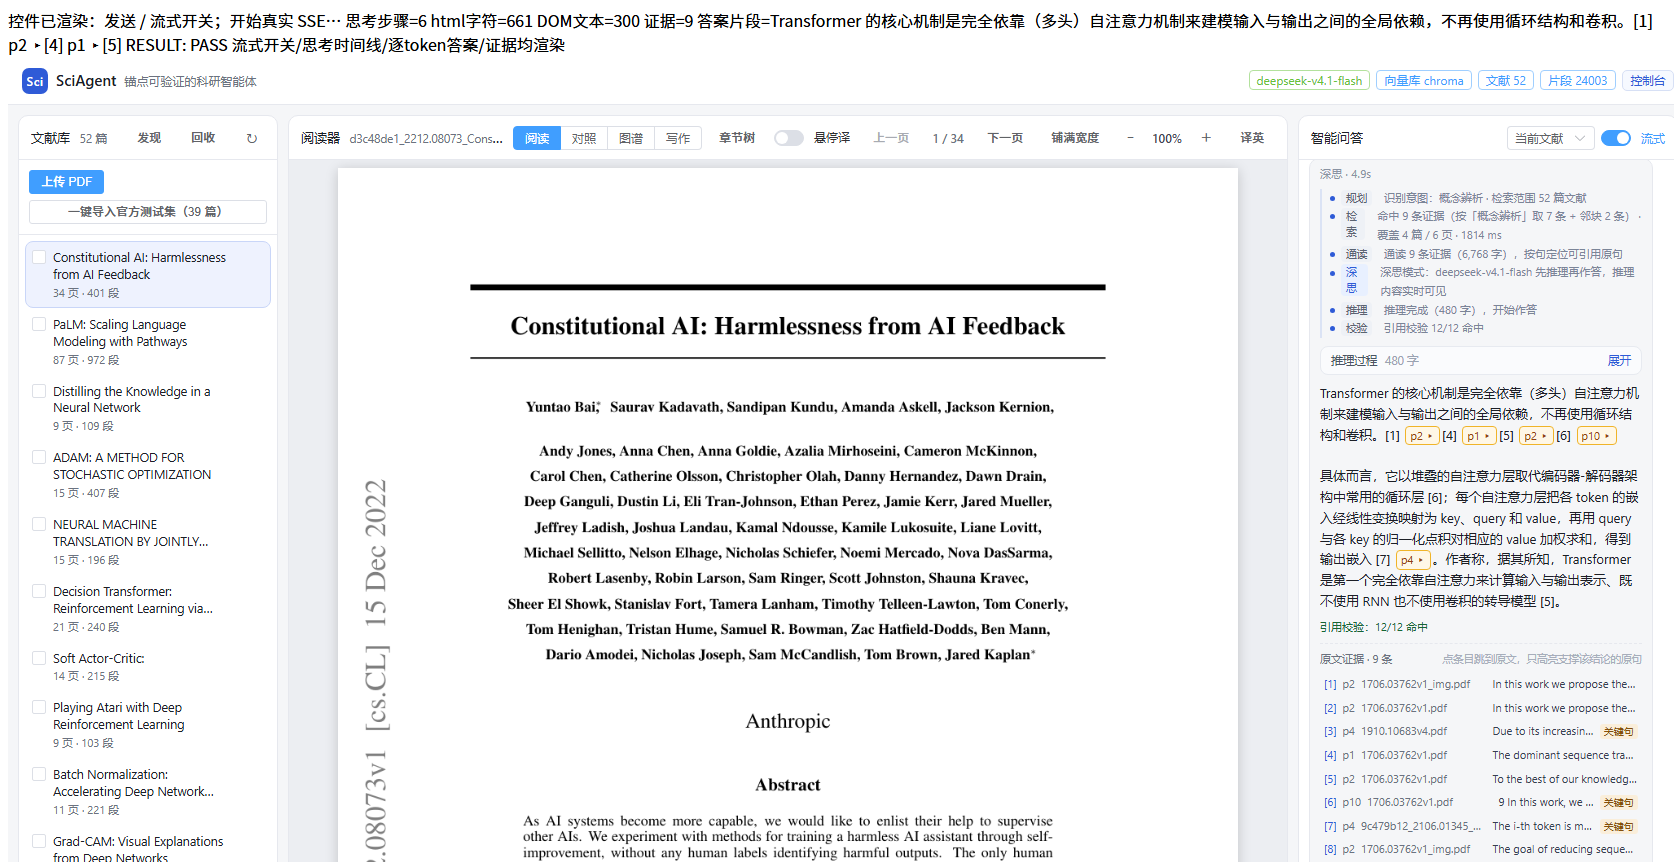 控件已渲染：发送 / 流式开关；开始真实 SSE… 思考步骤=6 html字符=661 DOM文本=300 证据=9 答案片段=Transformer 的核心机制是完全依靠（多头）自注意力机制来建模输入与输出之间的全局依赖，不再使用循环结构和卷积。[1]
p2 ‣ [4] p1 ‣ [5] RESULT: PASS 流式开关/思考时间线/逐token答案/证据均渲染
Sci SciAgent 锚点可验证的科研智能体
deepseek-v4.1-flash 向量库 chroma 文献 52 片段 24003 控制台
文献库 52 篇 发现 回收 ↻
上传 PDF
一键导入官方测试集（39 篇）
Constitutional AI: Harmlessness
from AI Feedback
34 页 · 401 段
PaLM: Scaling Language
Modeling with Pathways
87 页 · 972 段
Distilling the Knowledge in a
Neural Network
9 页 · 109 段
ADAM: A METHOD FOR
STOCHASTIC OPTIMIZATION
15 页 · 407 段
NEURAL MACHINE
TRANSLATION BY JOINTLY...
15 页 · 196 段
Decision Transformer:
Reinforcement Learning via...
21 页 · 240 段
Soft Actor-Critic:
14 页 · 215 段
Playing Atari with Deep
Reinforcement Learning
9 页 · 103 段
Batch Normalization:
Accelerating Deep Network...
11 页 · 221 段
Grad-CAM: Visual Explanations
from Deep Networks
阅读器 d3c48de1_2212.08073_Cons... 阅读 对照 图谱 写作 章节树 悬停译 上一页 1 / 34 下一页 铺满宽度 − 100% + 译英
Constitutional AI: Harmlessness from AI Feedback
Yuntao Bai,* Saurav Kadavath, Sandipan Kundu, Amanda Askell, Jackson Kernion,
Andy Jones, Anna Chen, Anna Goldie, Azalia Mirhoseini, Cameron McKinnon,
Carol Chen, Catherine Olsson, Christopher Olah, Danny Hernandez, Dawn Drain,
Deep Ganguli, Dustin Li, Eli Tran-Johnson, Ethan Perez, Jamie Kerr, Jared Mueller,
Jeffrey Ladish, Joshua Landau, Kamal Ndousse, Kamile Lukosuite, Liane Lovitt,
Michael Sellitto, Nelson Elhage, Nicholas Schiefer, Noemi Mercado, Nova DasSarma,
Robert Lasenby, Robin Larson, Sam Ringer, Scott Johnston, Shauna Kravec,
Sheer El Showk, Stanislav Fort, Tamera Lanham, Timothy Telleen-Lawton, Tom Conerly,
Tom Henighan, Tristan Hume, Samuel R. Bowman, Zac Hatfield-Dodds, Ben Mann,
Dario Amodei, Nicholas Joseph, Sam McCandlish, Tom Brown, Jared Kaplan*
Anthropic
Abstract
As AI systems become more capable, we would like to enlist their help to supervise
other AIs. We experiment with methods for training a harmless AI assistant through self-
improvement, without any human labels identifying harmful outputs. The only human
2.08073v1 [cs.CL] 15 Dec 2022
智能问答 当前文献 流式
深思 · 4.9s
规划 识别意图：概念辨析 · 检索范围 52 篇文献
检索 命中 9 条证据（按「概念辨析」取 7 条 + 邻块 2 条） ·
覆盖 4 篇 / 6 页 · 1814 ms
通读 通读 9 条证据（6,768 字），按句定位可引用原句
深思 深思模式：deepseek-v4.1-flash 先推理再作答，推理
内容实时可见
推理 推理完成（480 字），开始作答
校验 引用校验 12/12 命中
推理过程 480 字 展开
Transformer 的核心机制是完全依靠（多头）自注意力机
制来建模输入与输出之间的全局依赖，不再使用循环结
构和卷积。[1] p2 ‣ [4] p1 ‣ [5] p2 ‣ [6] p10 ‣
具体而言，它以堆叠的自注意力层取代编码器-解码器架
构中常用的循环层 [6]；每个自注意力层把各 token 的嵌
入经线性变换映射为 key、query 和 value，再用 query
与各 key 的归一化点积对相应的 value 加权求和，得到
输出嵌入 [7] p4 ‣ 。作者称，据其所知，Transformer
是第一个完全依靠自注意力来计算输入与输出表示、既
不使用 RNN 也不使用卷积的转导模型 [5]。
引用校验：12/12 命中
原文证据 · 9 条 点条目跳到原文，只高亮支撑该结论的原句
[1] p2 1706.03762v1_img.pdf In this work we propose the...
[2] p2 1706.03762v1.pdf In this work we propose the...
[3] p4 1910.10683v4.pdf Due to its increasin... 关键句
[4] p1 1706.03762v1.pdf The dominant sequence tra...
[5] p2 1706.03762v1.pdf To the best of our knowledg...
[6] p10 1706.03762v1.pdf 9 In this work, we ... 关键句
[7] p4 9c479b12_2106.01345_... The i-th token is m... 关键句
[8] p2 1706.03762v1_img.pdf The goal of reducing seque...